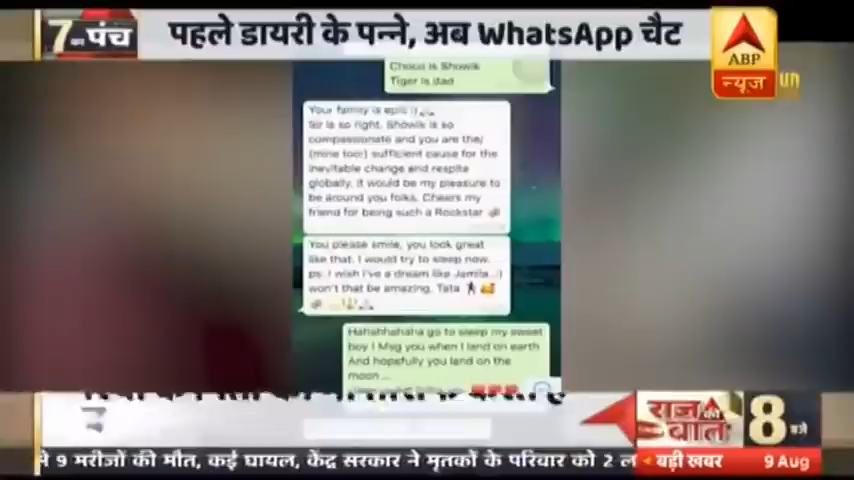 7 का पंच
पहले डायरी के पन्ने, अब WhatsApp चैट
ABP
न्यूज़
Choco is Showik
Tiger is dad
Your family is epic
Sir is so right. Showik is so
compassionate and you are the/
(mine too:) sufficient cause for the
inevitable change and respite
globally. It would be my pleasure to
be around you folks. Cheers my
friend for being such a Rockstar
You please smile, you look great
like that. I would try to sleep now.
ps: I wish I've a dream like Jamila..:)
won't that be amazing. Tata
Hahahhahaha go to sleep my sweet
boy I Msg you when I land on earth
And hopefully you land on the
moon ...
राज की
बात
8 बजे
से 9 मरीजों की मौत, कई घायल, केंद्र सरकार ने मृतकों के परिवार को 2 ल
बड़ी खबर
9 Aug